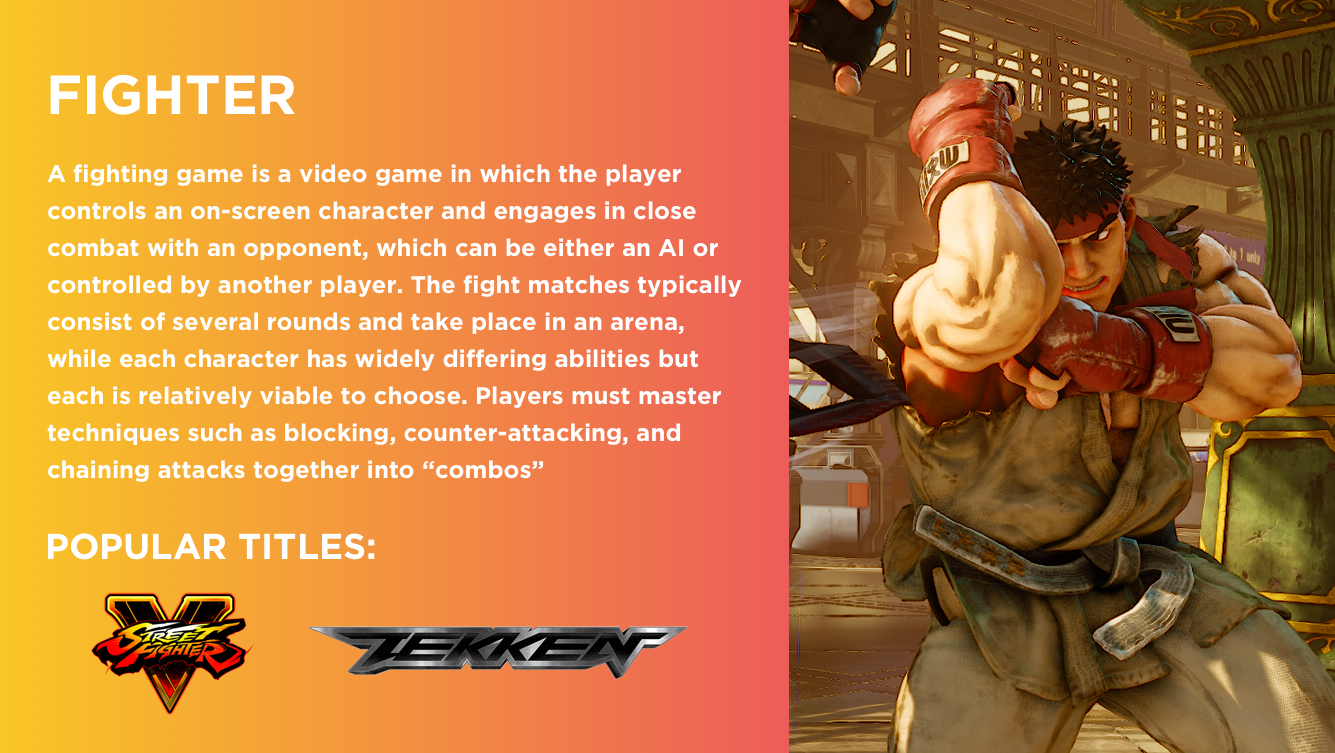 FIGHTER
A fighting game is a video game in which the player
controls an on-screen character and engages in close
combat with an opponent, which can be either an AI or
controlled by another player. The fight matches typically
consist of several rounds and take place in an arena,
while each character has widely differing abilities but
each is relatively viable to choose. Players must master
techniques such as blocking, counter-attacking, and
chaining attacks together into “combos”
POPULAR TITLES:
V
STREET
FIGHTER
TEKKEN